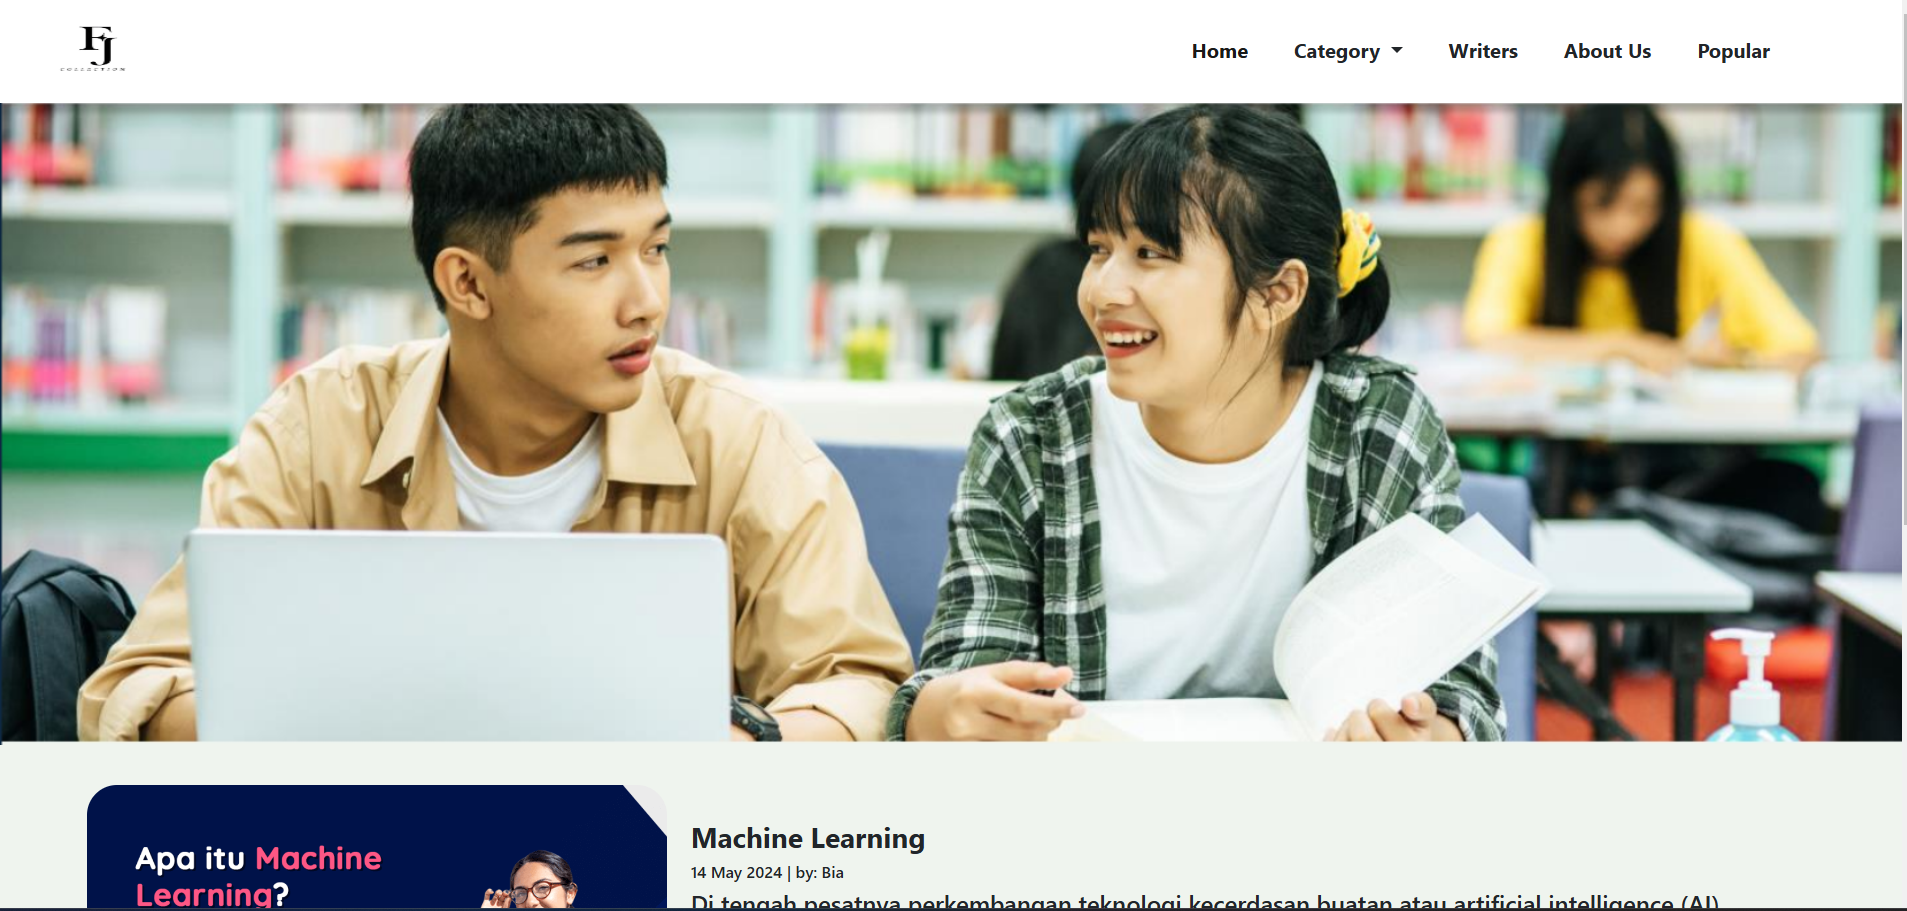 FJ
COLLECTION
Home Category Writers About Us Popular
Apa itu Machine
Learning?
Machine Learning
14 May 2024 | by: Bia
Di tengah pesatnya perkembangan teknologi kecerdasan buatan atau artificial intelligence (AI)